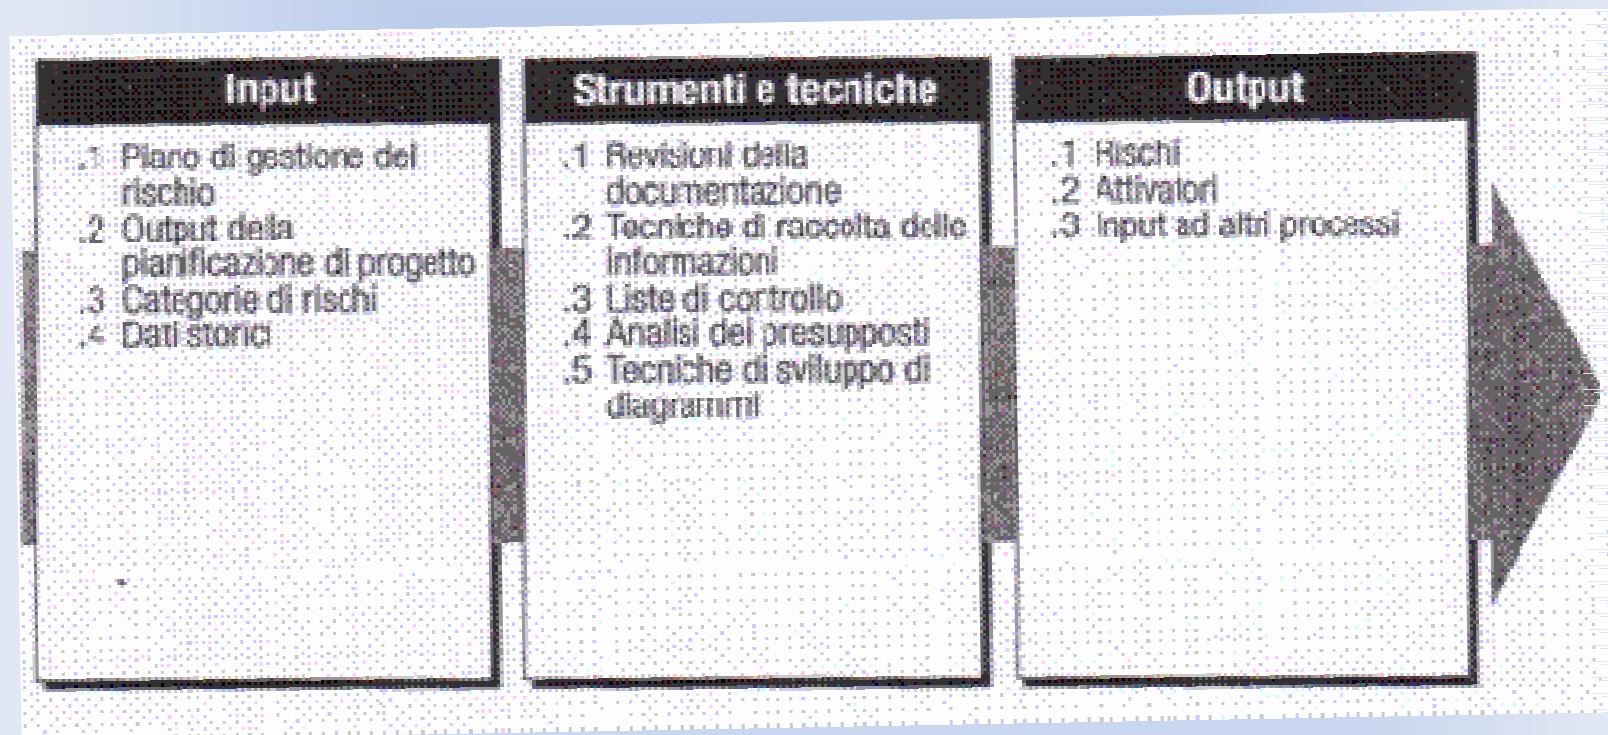 Input
.1 Piano di gestione del
rischio
.2 Output della
pianificazione di progetto
.3 Categorie di rischi
.4 Dati storici
Strumenti e tecniche
.1 Revisioni della
documentazione
.2 Tecniche di raccolta delle
informazioni
.3 Liste di controllo
.4 Analisi dei presupposti
.5 Tecniche di sviluppo di
diagrammi
Output
.1 Rischi
.2 Attivatori
.3 Input ad altri processi